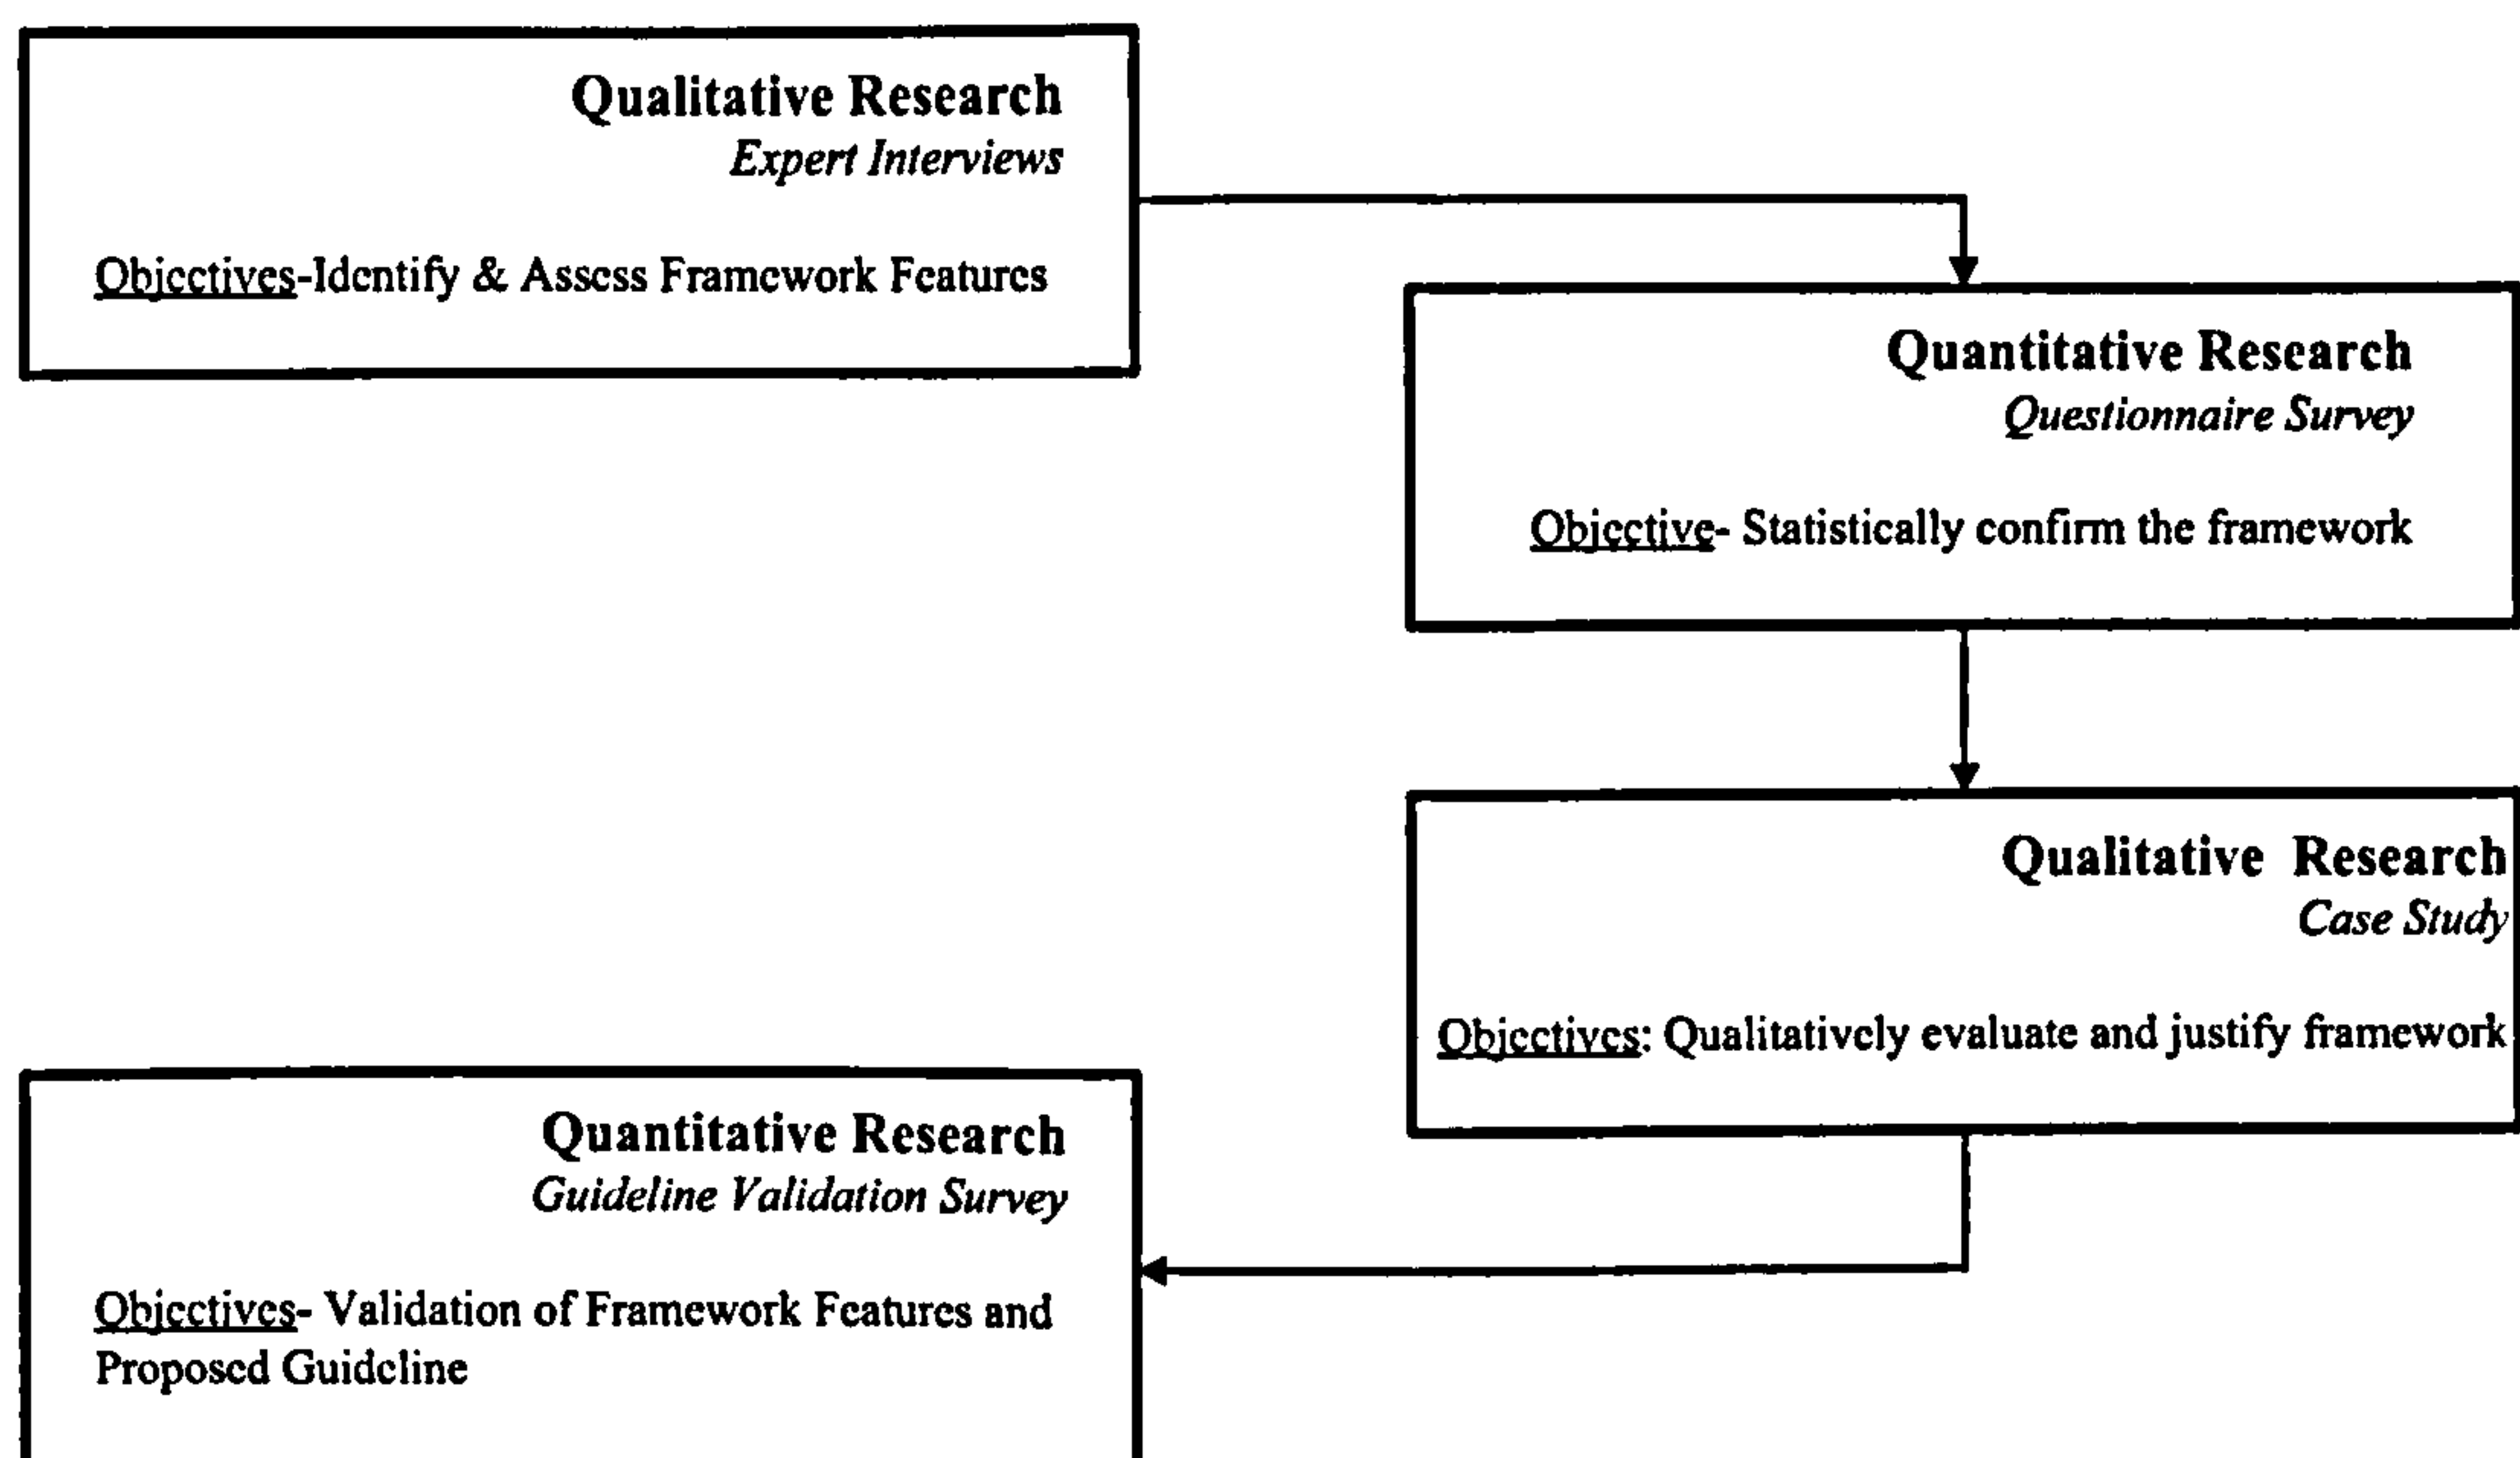 Qualitative Research
Expert Interviews
Objectives-Identify & Assess Framework Features
Quantitative Research
Questionnaire Survey
Objective- Statistically confirm the framework
Qualitative Research
Case Study
Objectives: Qualitatively evaluate and justify framework
Quantitative Research
Guideline Validation Survey
Objectives- Validation of Framework Features and
Proposed Guideline